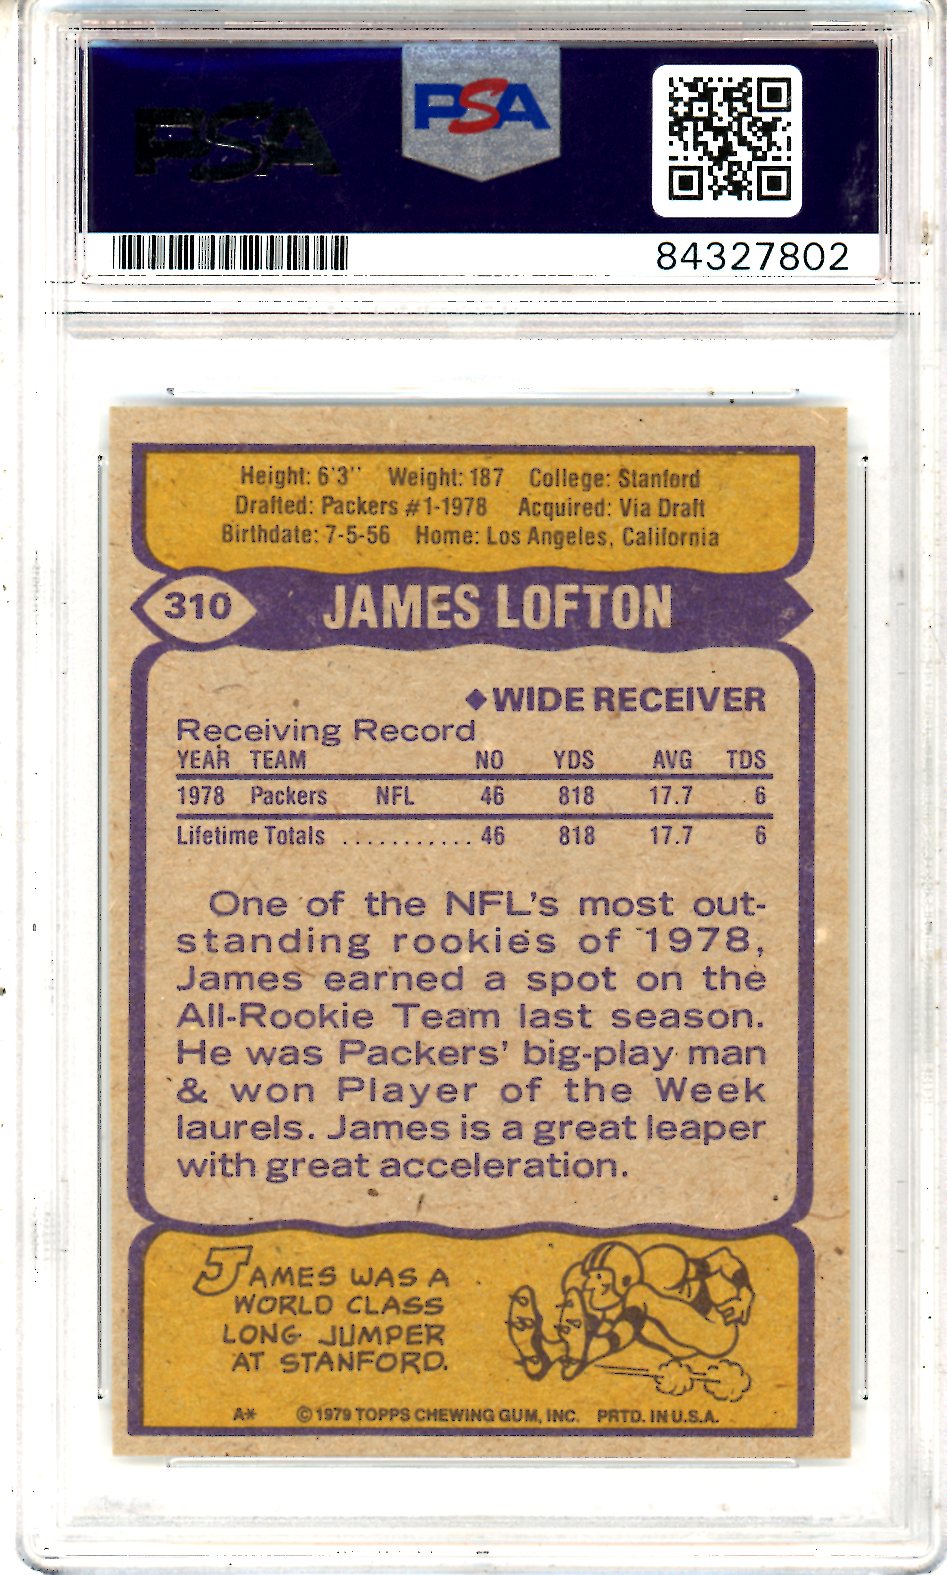 PSA
PSA
84327802
Height: 6'3" Weight: 187 College: Stanford
Drafted: Packers #1-1978 Acquired: Via Draft
Birthdate: 7-5-56 Home: Los Angeles, California
310 JAMES LOFTON
◆WIDE RECEIVER
Receiving Record
YEAR TEAM NO YDS AVG TDS
1978 Packers NFL 46 818 17.7 6
Lifetime Totals ........... 46 818 17.7 6
One of the NFL's most out-
standing rookies of 1978,
James earned a spot on the
All-Rookie Team last season.
He was Packers' big-play man
& won Player of the Week
laurels. James is a great leaper
with great acceleration.
JAMES WAS A
WORLD CLASS
LONG JUMPER
AT STANFORD.
A* ©1979 TOPPS CHEWING GUM, INC. PRTD. IN U.S.A.